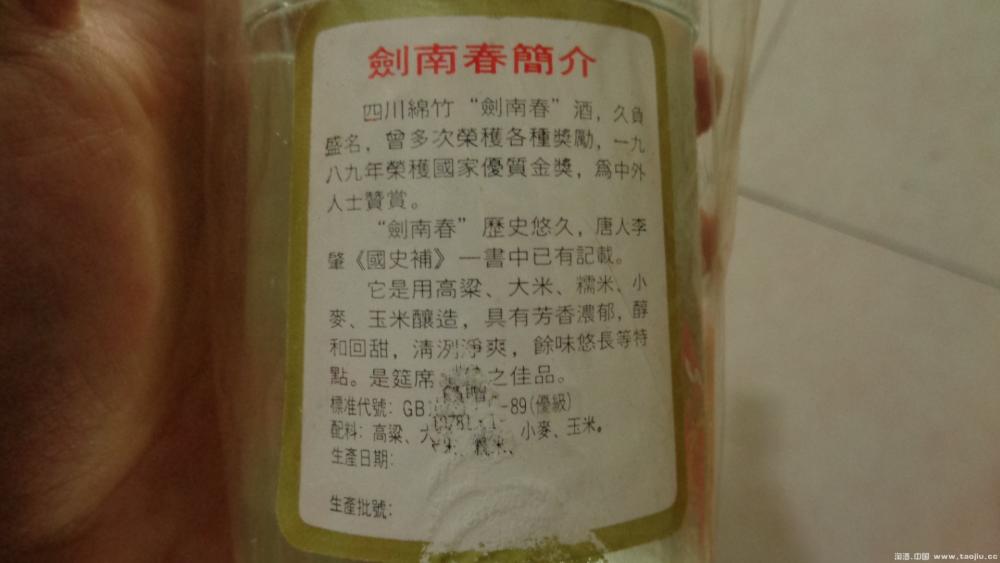 劍南春簡介
四川綿竹“劍南春”酒，久負
盛名，曾多次榮獲各種獎勵，一九
八九年榮獲國家優質金獎，爲中外
人士贊賞。
“劍南春”歷史悠久，唐人李
肇《國史補》一書中已有記載。
它是用高粱、大米、糯米、小
麥、玉米釀造，具有芳香濃郁，醇
和回甜，清洌淨爽，餘味悠長等特
點。是筵席之佳品。
標准代號：GB -89(優級)
配料：高粱、大米、糯米、小麥、玉米。
生產日期：
生產批號：
淘酒.中国 www.taojiu.cc